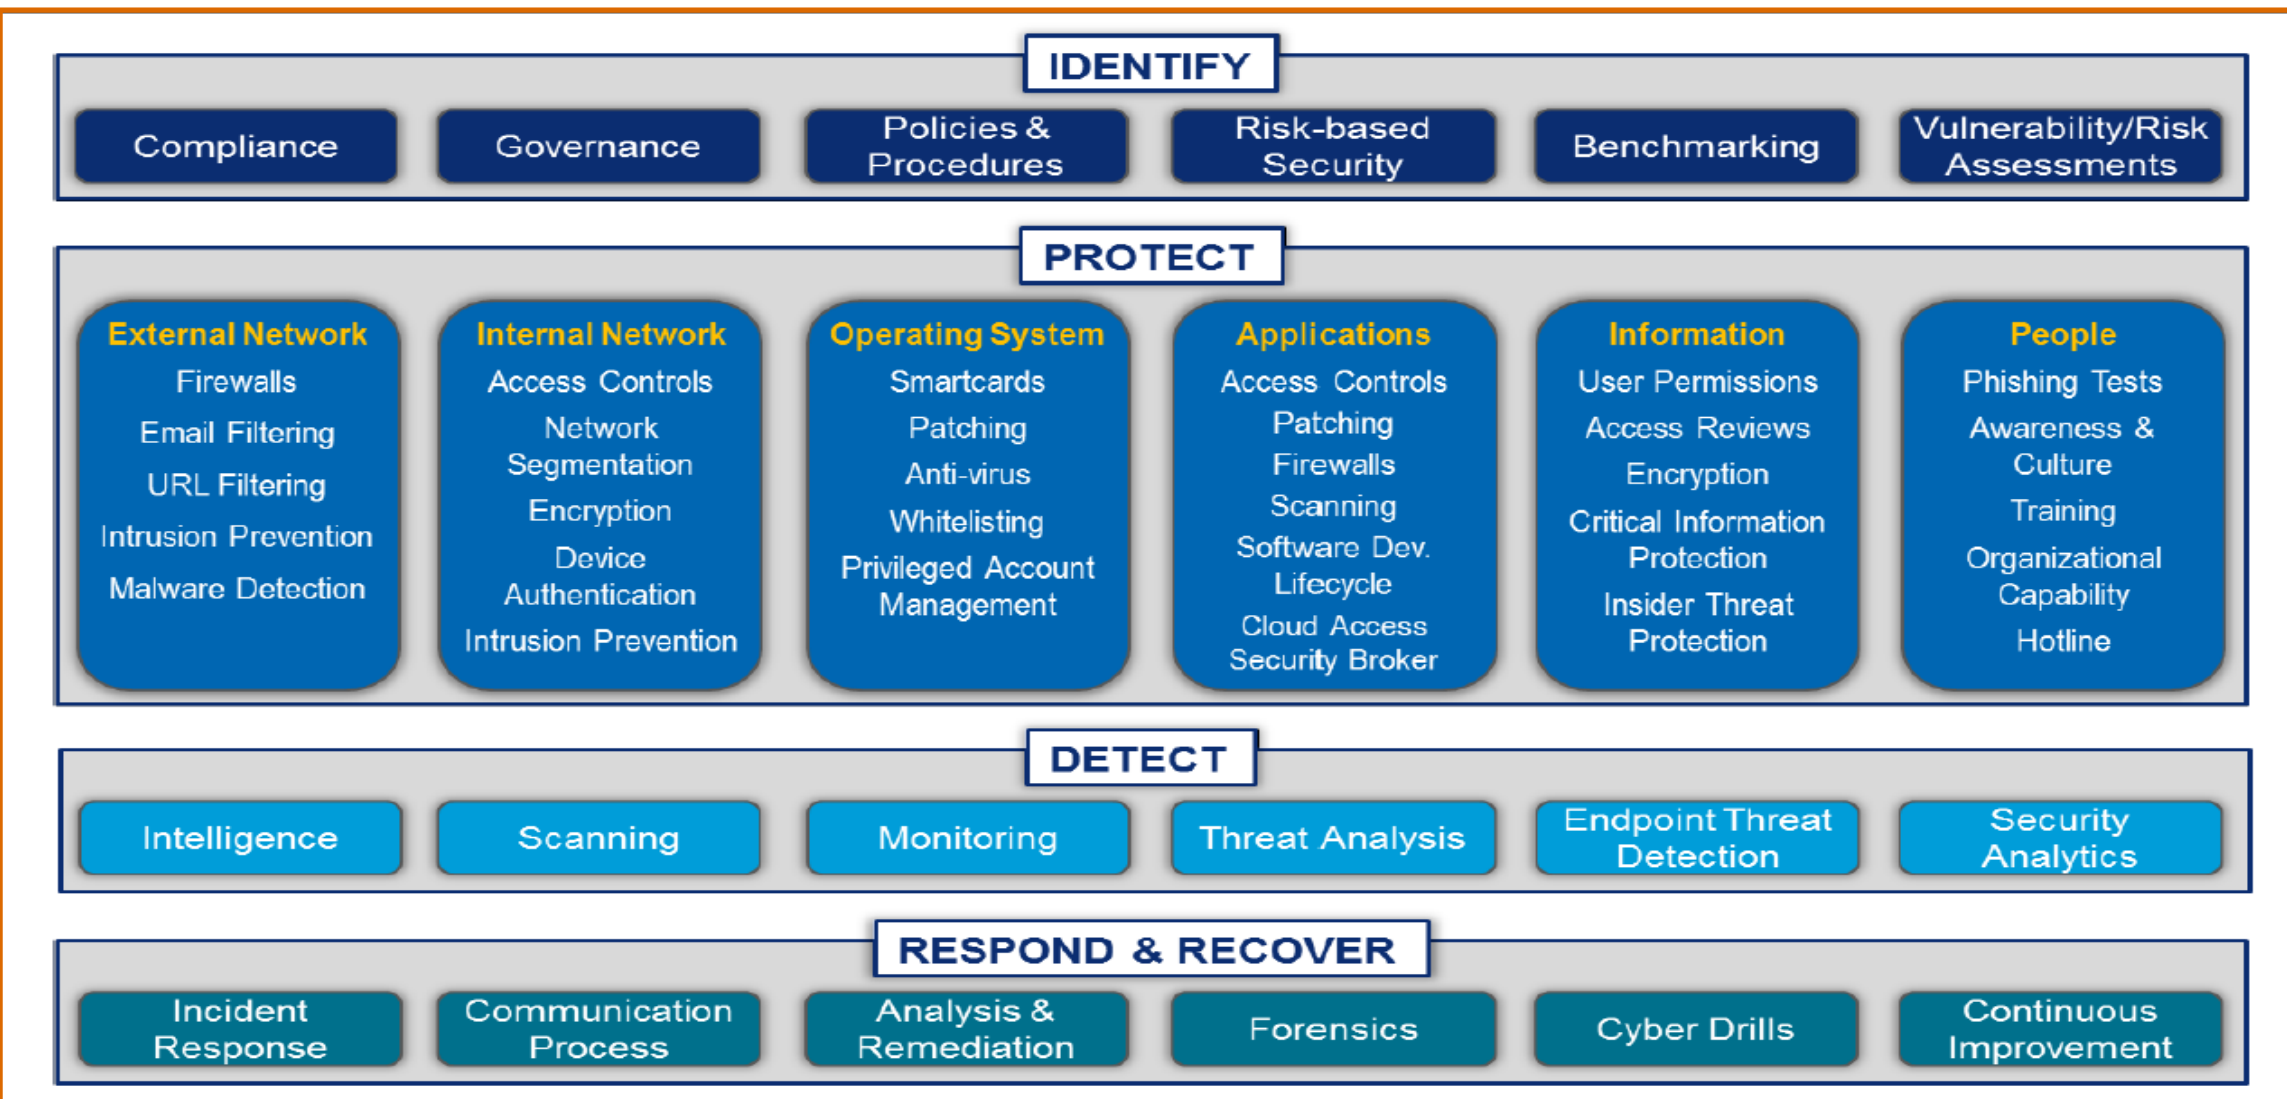 IDENTIFY
Compliance
Governance
Policies &
Procedures
Risk-based
Security
Benchmarking
Vulnerability/Risk
Assessments
PROTECT
External Network
Firewalls
Email Filtering
URL Filtering
Intrusion Prevention
Malware Detection
Internal Network
Access Controls
Network
Segmentation
Encryption
Device
Authentication
Intrusion Prevention
Operating System
Smartcards
Patching
Anti-virus
Whitelisting
Privileged Account
Management
Applications
Access Controls
Patching
Firewalls
Scanning
Software Dev.
Lifecycle
Cloud Access
Security Broker
Information
User Permissions
Access Reviews
Encryption
Critical Information
Protection
Insider Threat
Protection
People
Phishing Tests
Awareness &
Culture
Training
Organizational
Capability
Hotline
DETECT
Intelligence
Scanning
Monitoring
Threat Analysis
Endpoint Threat
Detection
Security
Analytics
RESPOND & RECOVER
Incident
Response
Communication
Process
Analysis &
Remediation
Forensics
Cyber Drills
Continuous
Improvement